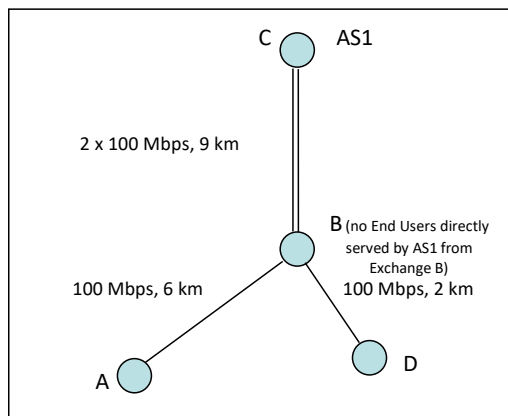 C AS1
2 x 100 Mbps, 9 km
B (no End Users directly
served by AS1 from
Exchange B)
100 Mbps, 6 km
100 Mbps, 2 km
A
D